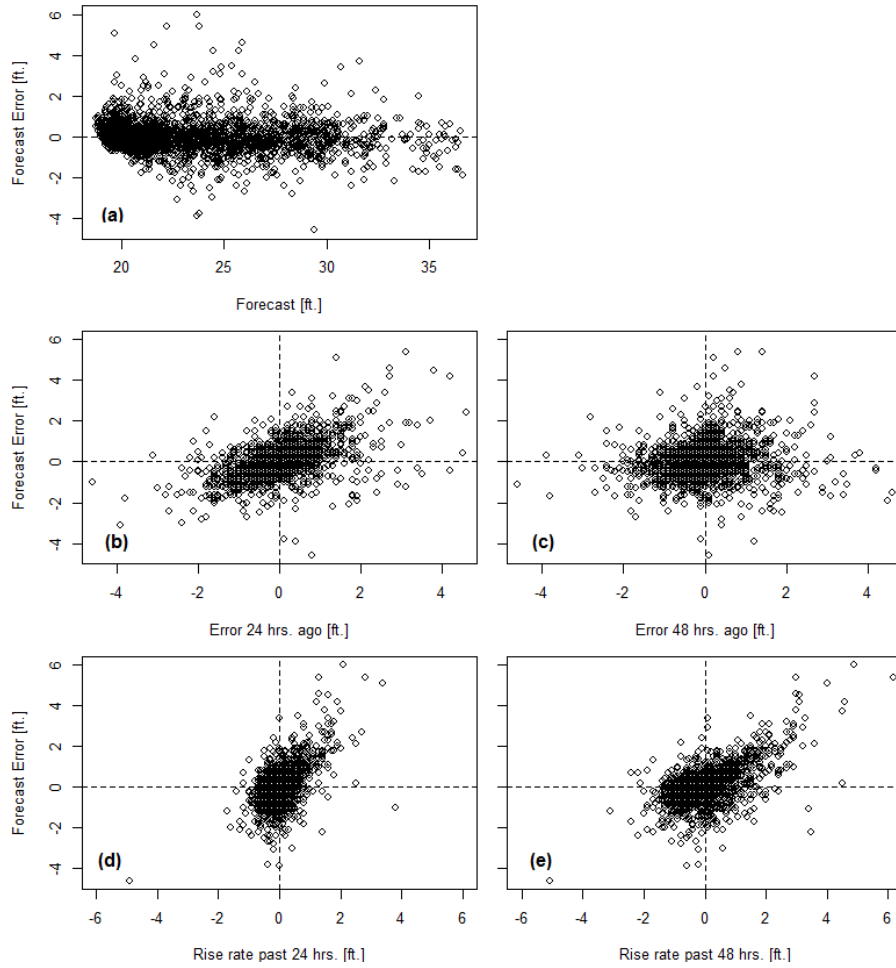 6
4
2
0
-2
-4
Forecast Error [ft.]
(a)
20 25 30 35
Forecast [ft.]
6
4
2
0
-2
-4
Forecast Error [ft.]
(b)
(c)
-4 -2 0 2 4
-4 -2 0 2 4
Error 24 hrs. ago [ft.]
Error 48 hrs. ago [ft.]
6
4
2
0
-2
-4
Forecast Error [ft.]
(d)
(e)
-6 -4 -2 0 2 4 6
-6 -4 -2 0 2 4 6
Rise rate past 24 hrs. [ft.]
Rise rate past 48 hrs. [ft.]